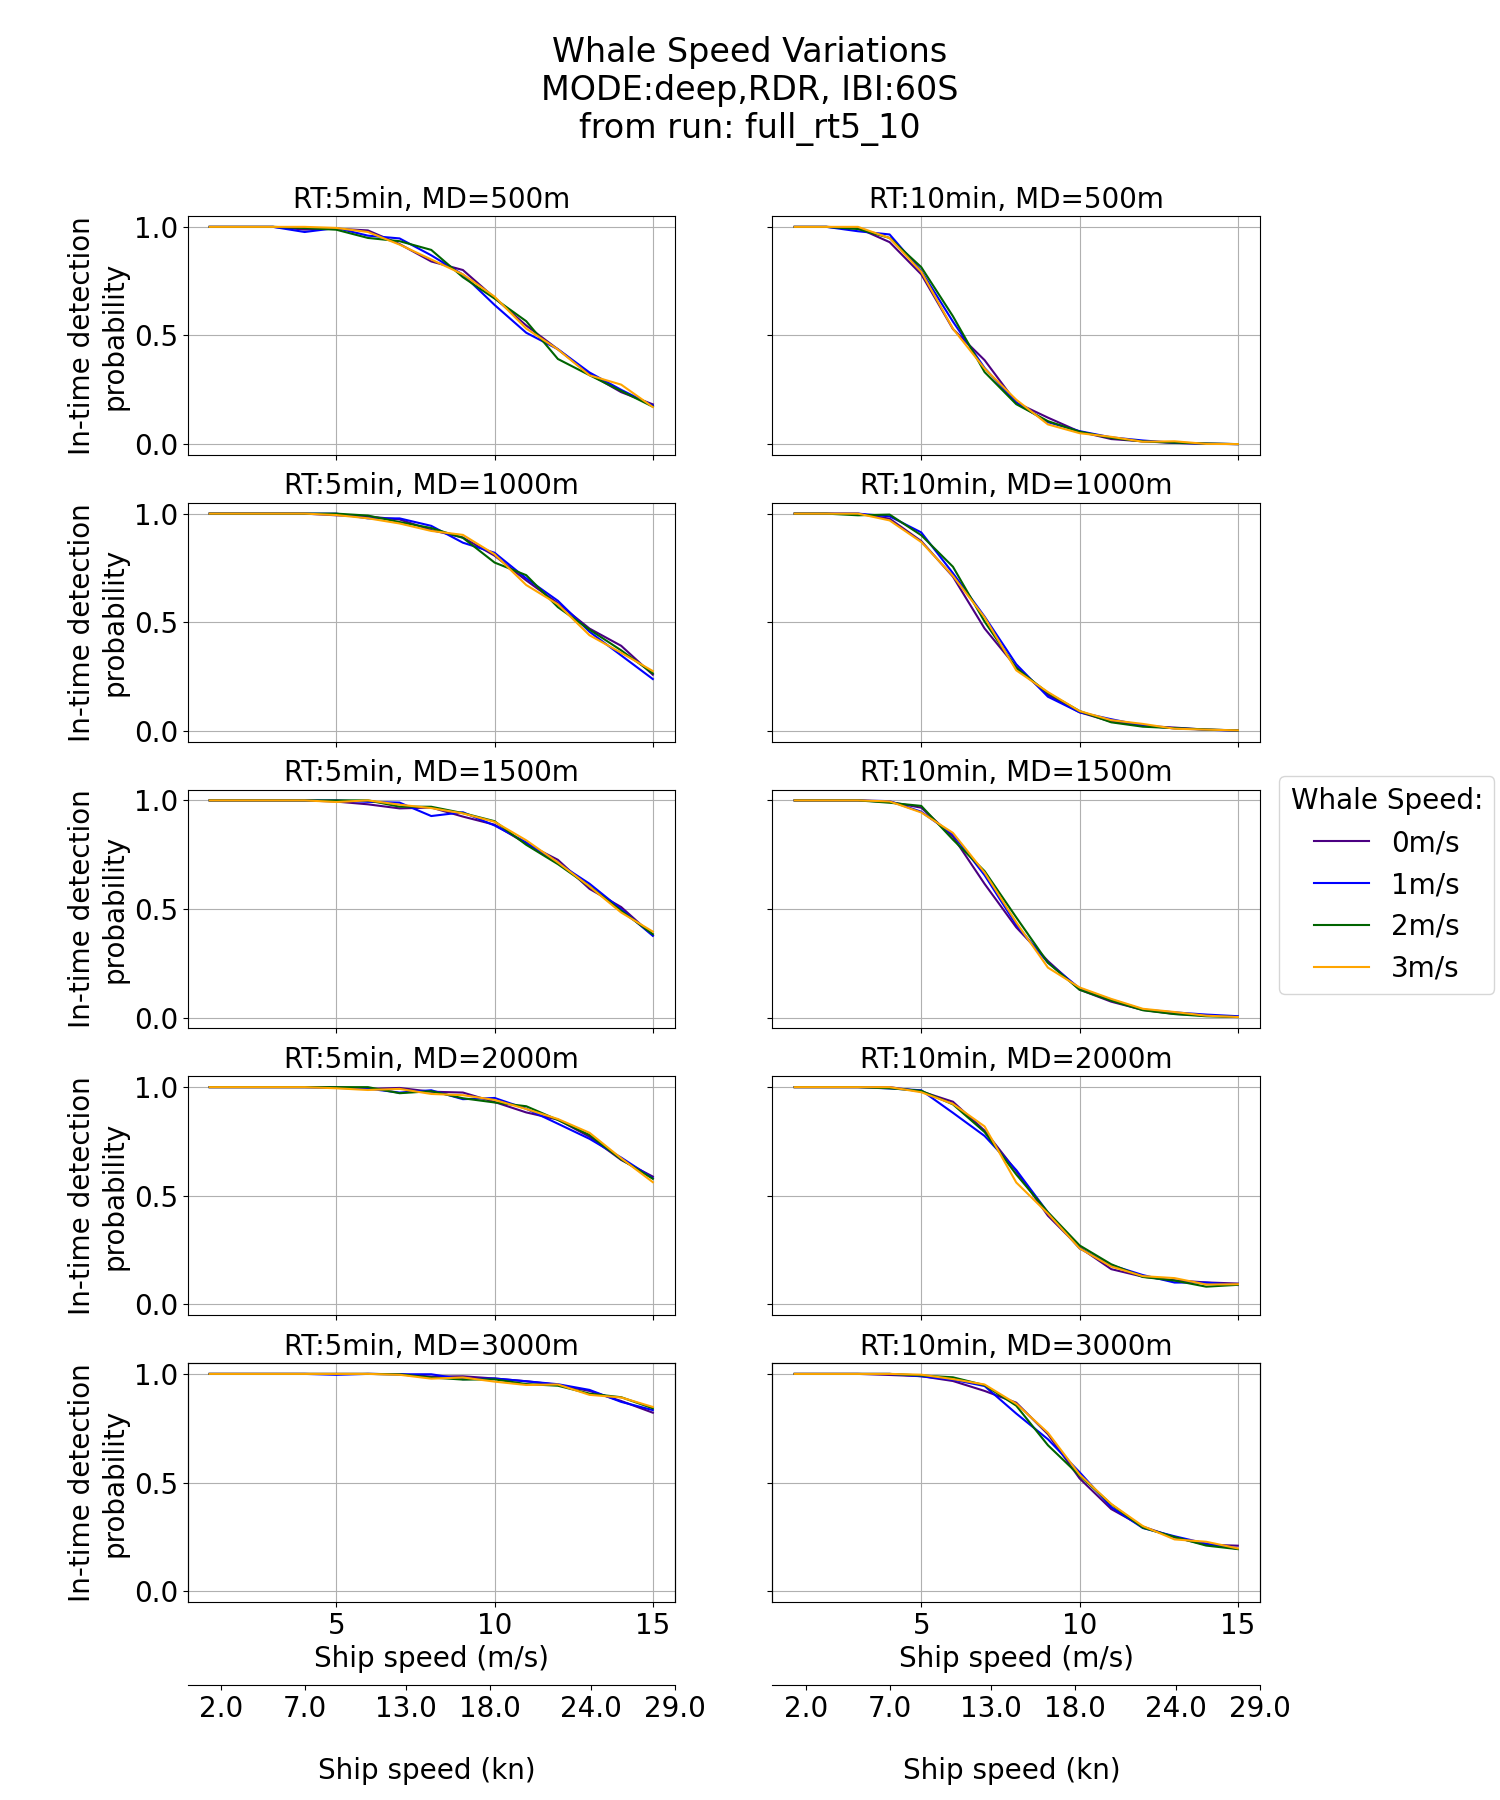 Whale Speed Variations
MODE:deep,RDR, IBI:60S
from run: full_rt5_10
RT:5min, MD=500m
RT:10min, MD=500m
In-time detection
probability
1.0
0.5
0.0
RT:5min, MD=1000m
RT:10min, MD=1000m
In-time detection
probability
1.0
0.5
0.0
RT:5min, MD=1500m
RT:10min, MD=1500m
In-time detection
probability
1.0
0.5
0.0
Whale Speed:
0m/s
1m/s
2m/s
3m/s
RT:5min, MD=2000m
RT:10min, MD=2000m
In-time detection
probability
1.0
0.5
0.0
RT:5min, MD=3000m
RT:10min, MD=3000m
In-time detection
probability
1.0
0.5
0.0
5 10 15
5 10 15
Ship speed (m/s)
Ship speed (m/s)
2.0 7.0 13.0 18.0 24.0 29.0
2.0 7.0 13.0 18.0 24.0 29.0
Ship speed (kn)
Ship speed (kn)